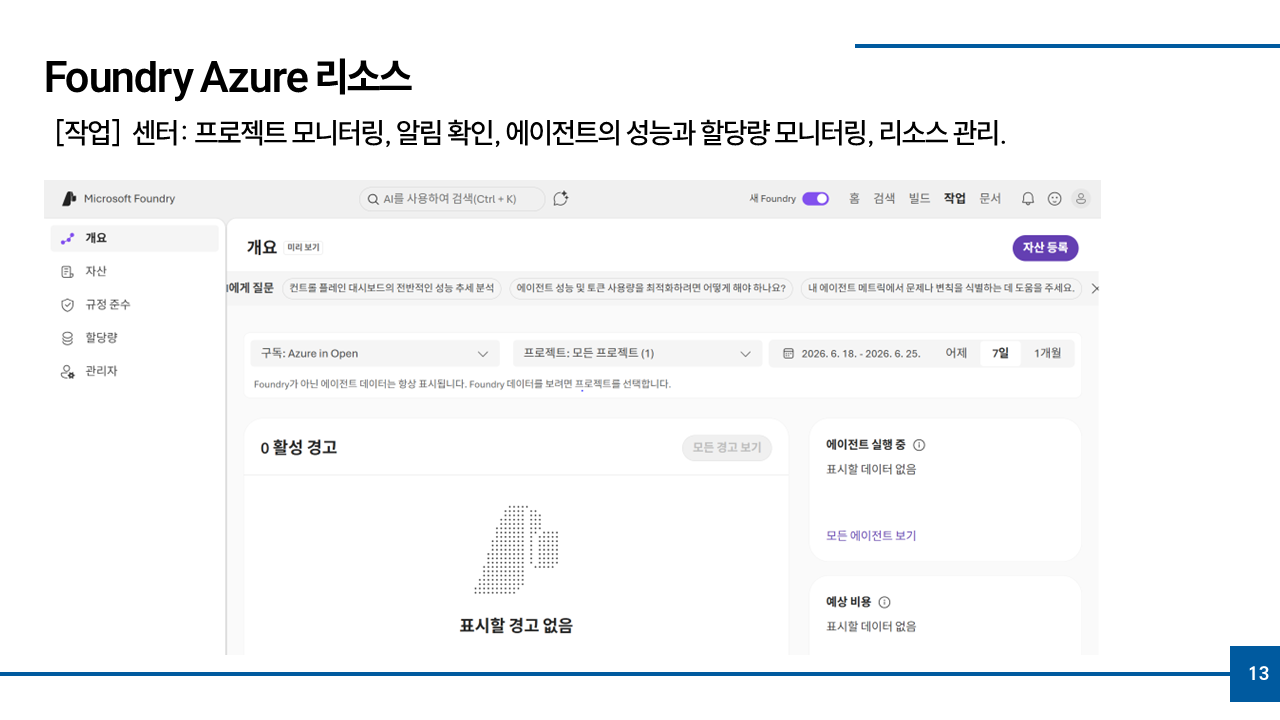 Foundry Azure 리소스
[작업] 센터: 프로젝트 모니터링, 알림 확인, 에이전트의 성능과 할당량 모니터링, 리소스 관리.
Microsoft Foundry
AI를 사용하여 검색(Ctrl + K)
새 Foundry
홈
검색
빌드
작업
문서
개요
자산
규정 준수
할당량
관리자
개요
미리 보기
자산 등록
에게 질문
컨트롤 플레인 대시보드의 전반적인 성능 추세 분석
에이전트 성능 및 토큰 사용량을 최적화하려면 어떻게 해야 하나요?
내 에이전트 메트릭에서 문제나 변칙을 식별하는 데 도움을 주세요.
구독: Azure in Open
프로젝트: 모든 프로젝트 (1)
2026. 6. 18. - 2026. 6. 25.
어제
7일
1개월
Foundry가 아닌 에이전트 데이터는 항상 표시됩니다. Foundry 데이터를 보려면 프로젝트를 선택합니다.
0 활성 경고
모든 경고 보기
표시할 경고 없음
에이전트 실행 중
표시할 데이터 없음
모든 에이전트 보기
예상 비용
표시할 데이터 없음
13